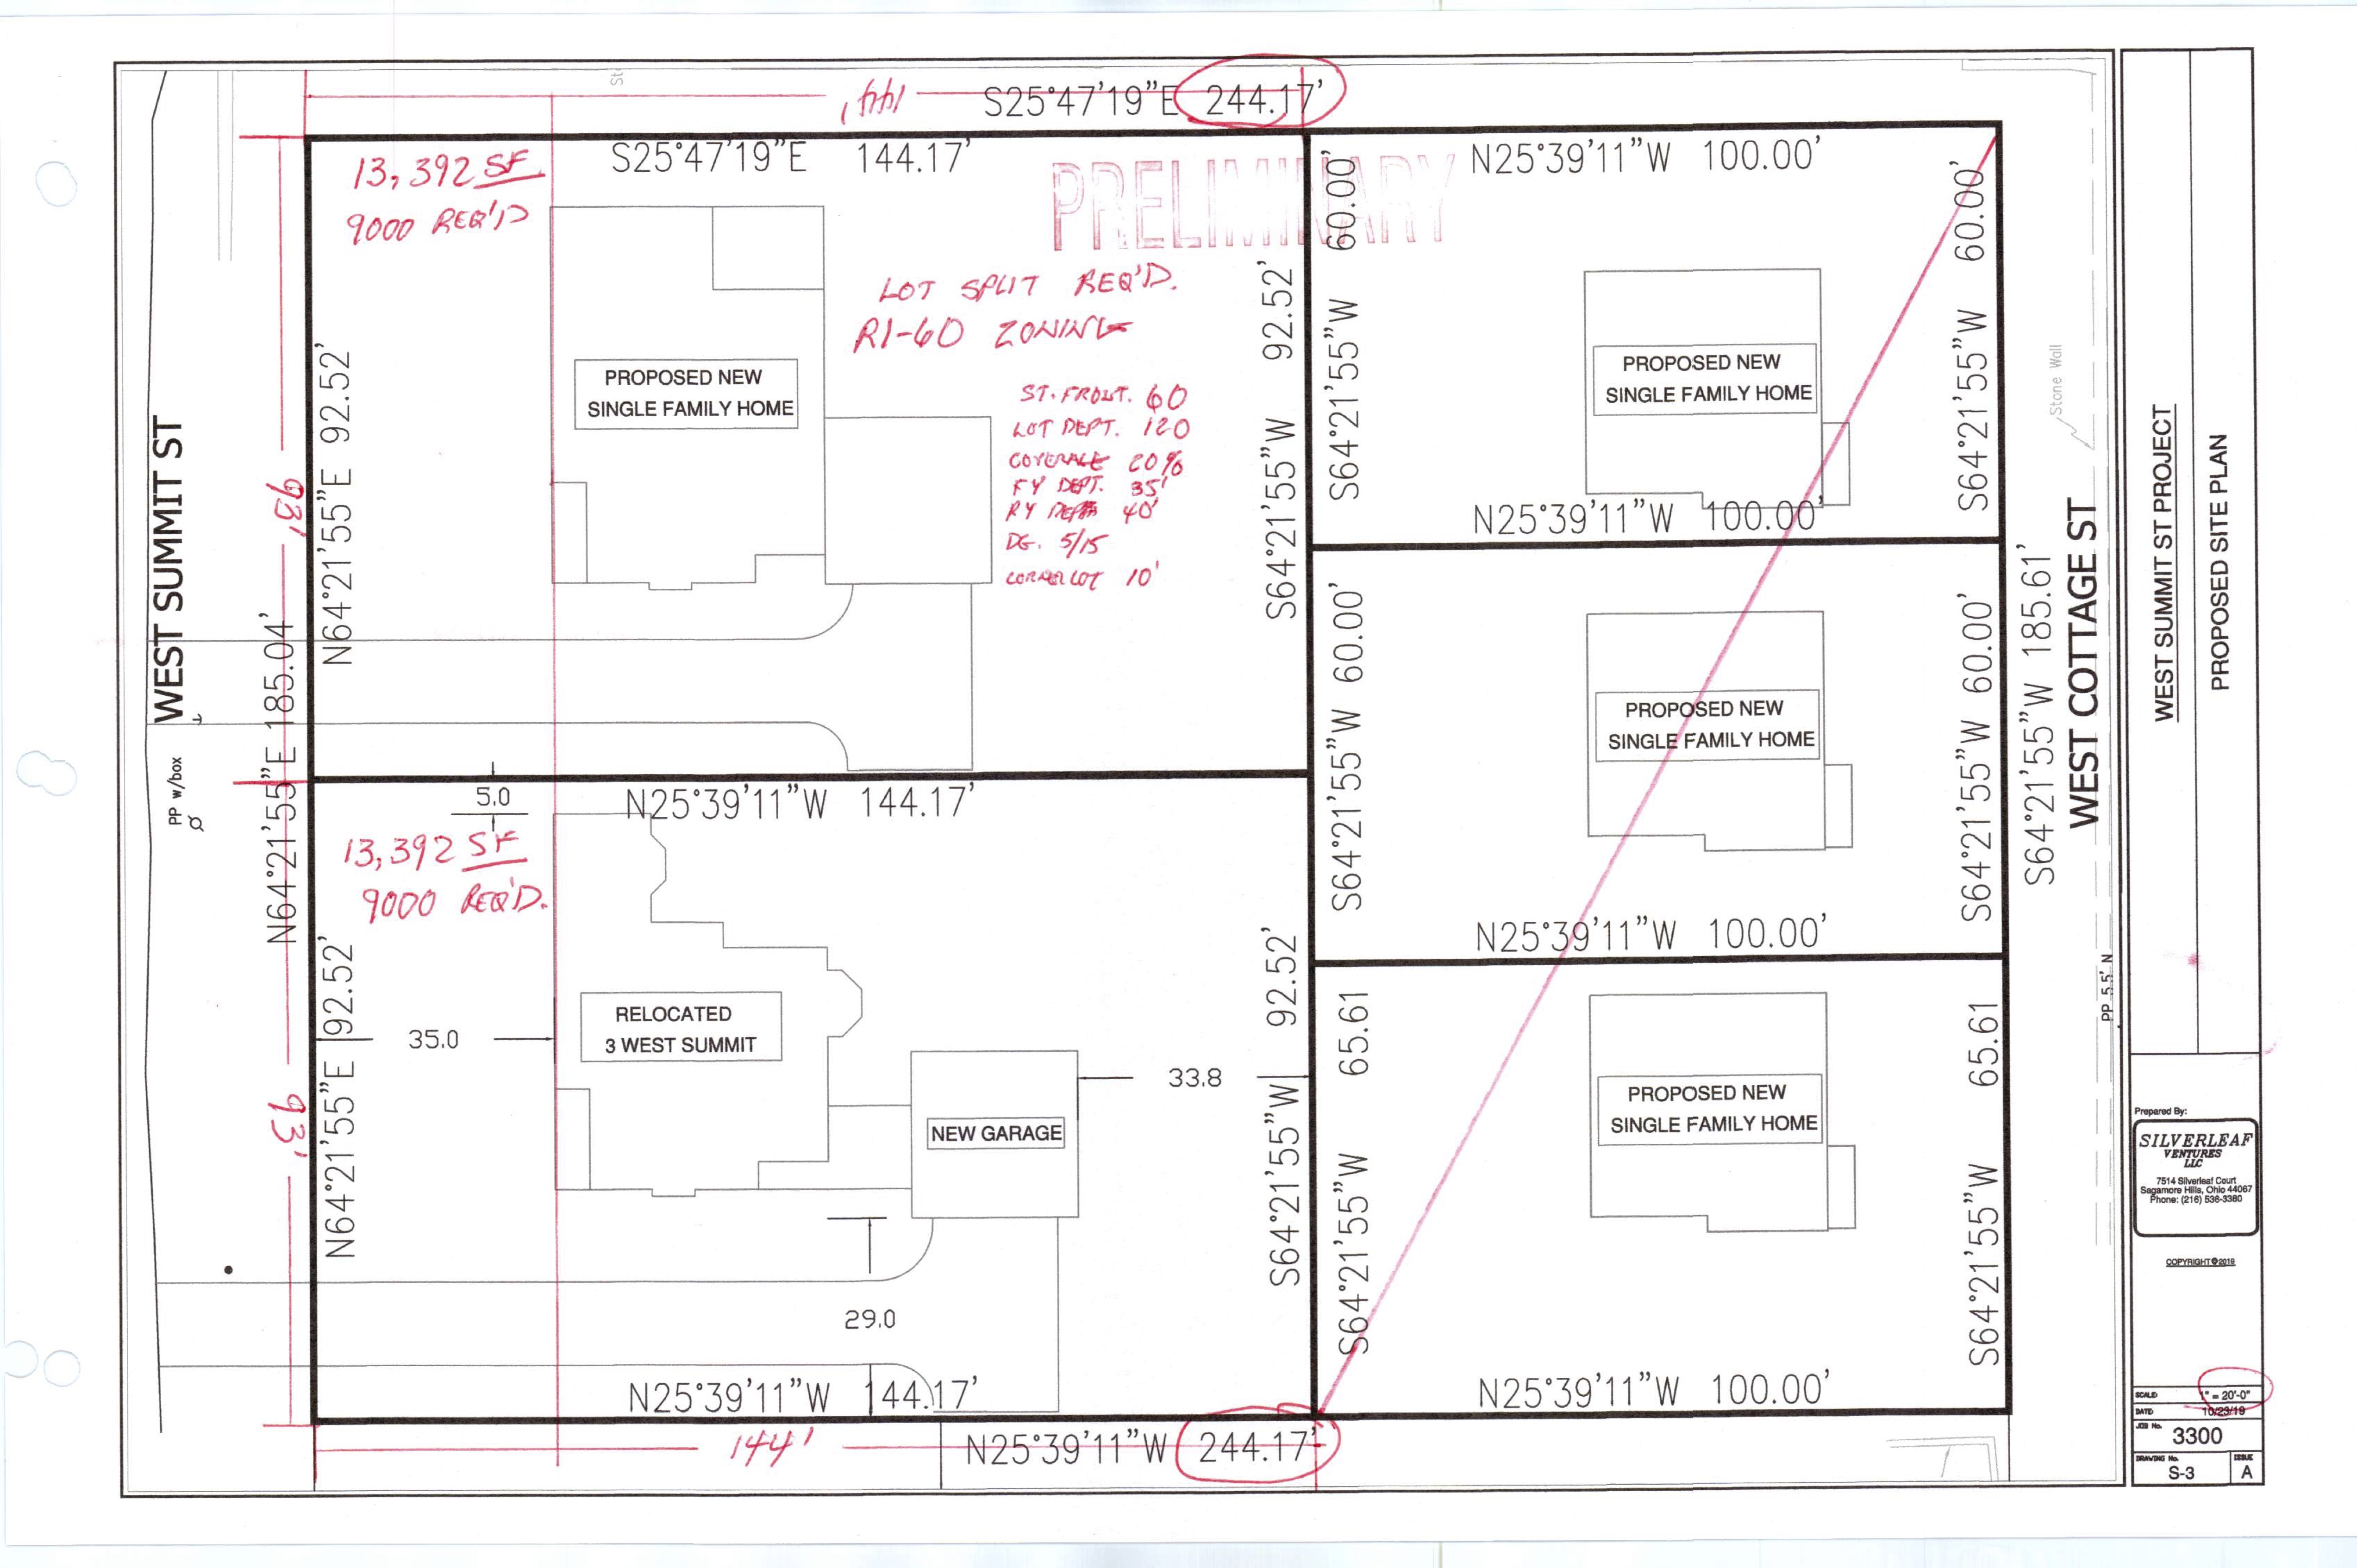 St
144'
S25°47'19"E 244.17'
13,392 SF
9000 REQ'D
S25°47'19"E 144.17'
PRELIMINARY
N25°39'11"W 100.00'
LOT SPLIT REQ'D.
R1-60 ZONING
ST. FRONT. 60
LOT DEPT. 120
COVERAGE 20%
FY DEPT. 35'
RY DEPTH 40'
DG. 5/15
CORNER LOT 10'
PROPOSED NEW
SINGLE FAMILY HOME
N64°21'55"E 92.52'
S64°21'55"W 92.52'
S64°21'55"W 60.00'
PROPOSED NEW
SINGLE FAMILY HOME
S64°21'55"W 60.00'
N25°39'11"W 100.00'
Stone Wall
WEST SUMMIT ST
PP w/box
93'
N64°21'55"E 185.04'
5.0
N25°39'11"W 144.17'
13,392 SF
9000 REQ'D.
S64°21'55"W 60.00'
PROPOSED NEW
SINGLE FAMILY HOME
S64°21'55"W 60.00'
N25°39'11"W 100.00'
S64°21'55"W 185.61'
WEST COTTAGE ST
PP 5.5' N
N64°21'55"E 92.52'
35.0
RELOCATED
3 WEST SUMMIT
NEW GARAGE
33.8
S64°21'55"W 92.52'
93'
29.0
N25°39'11"W 144.17'
S64°21'55"W 65.61
PROPOSED NEW
SINGLE FAMILY HOME
S64°21'55"W 65.61
N25°39'11"W 100.00'
144'
N25°39'11"W 244.17'
WEST SUMMIT ST PROJECT
PROPOSED SITE PLAN
Prepared By:
SILVERLEAF
VENTURES
LLC
7514 Silverleaf Court
Sagamore Hills, Ohio 44067
Phone: (216) 536-3380
COPYRIGHT©2019
SCALE: 1" = 20'-0"
DATE: 10/23/19
JOB No. 3300
DRAWING No. S-3
ISSUE A